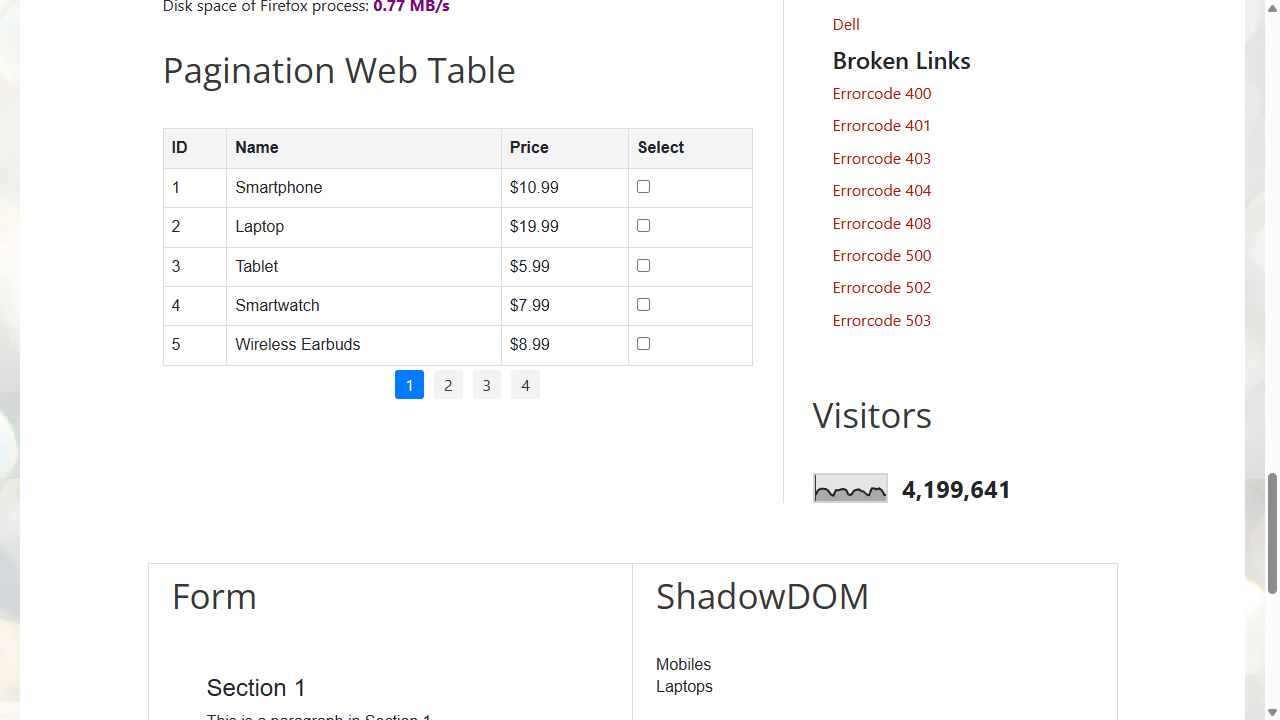 Disk space of Firefox process: 0.77 MB/s
Pagination Web Table
ID Name Price Select
1 Smartphone $10.99
2 Laptop $19.99
3 Tablet $5.99
4 Smartwatch $7.99
5 Wireless Earbuds $8.99
1 2 3 4
Dell
Broken Links
Errorcode 400
Errorcode 401
Errorcode 403
Errorcode 404
Errorcode 408
Errorcode 500
Errorcode 502
Errorcode 503
Visitors
4,199,641
Form
Section 1
This is a paragraph in Section 1
ShadowDOM
Mobiles
Laptops